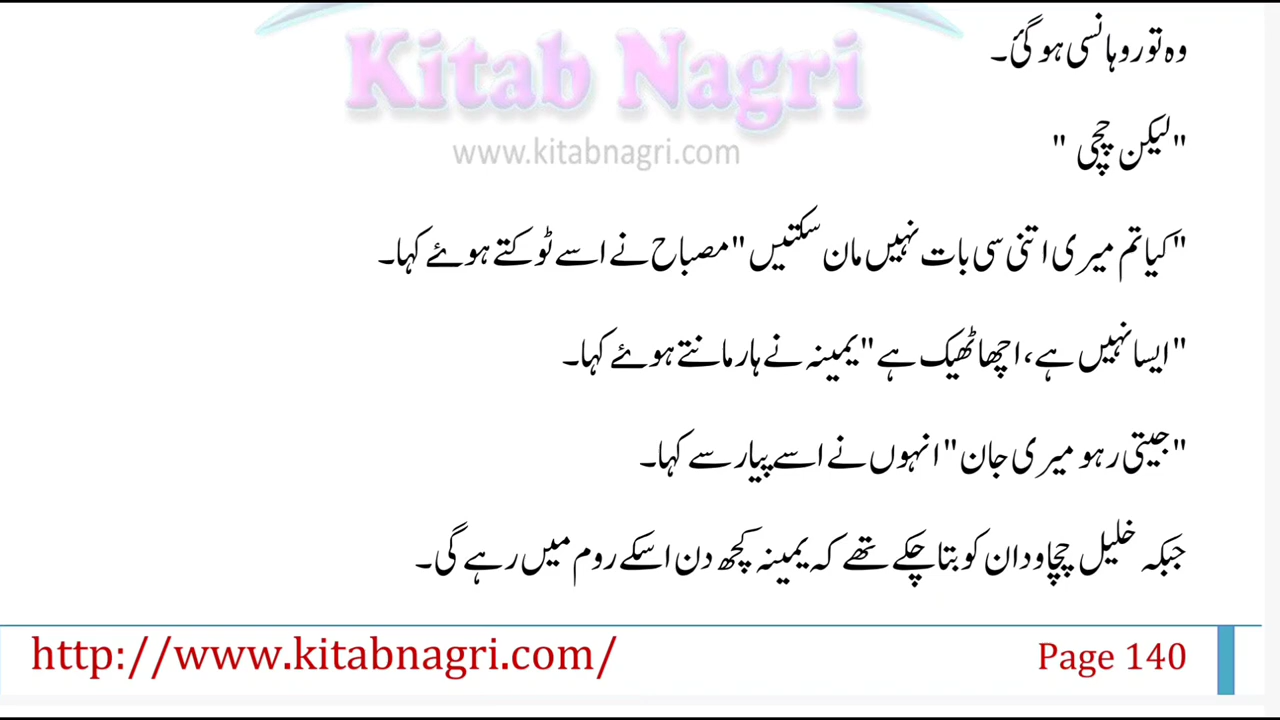 Kitab Nagri
www.kitabnagri.com
وہ تو روہانسی ہو گئ۔
"لیکن چچی "
"کیا تم میری اتنی سی بات نہیں مان سکتیں" مصباح نے اسے ٹوکتے ہوئے کہا۔
"ایسا نہیں ہے، اچھا ٹھیک ہے" یمینہ نے ہار مانتے ہوئے کہا۔
"جیتی رہو میری جان" انہوں نے اسے پیار سے کہا۔
جبکہ خلیل چچا ودان کو بتا چکے تھے کہ یمینہ کچھ دن اسکے روم میں رہے گی۔
http://www.kitabnagri.com/
Page 140